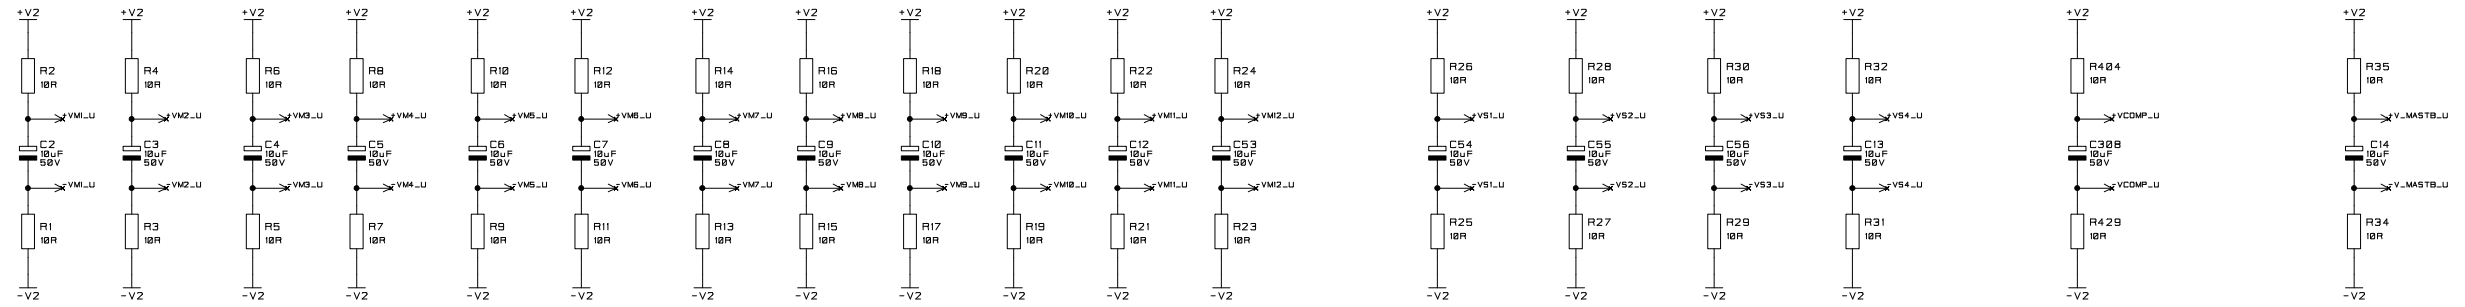 +V2 +V2 +V2 +V2 +V2 +V2 +V2 +V2 +V2 +V2 +V2 +V2 +V2 +V2 +V2 +V2 +V2 +V2
R2 R4 R6 R8 R10 R12 R14 R16 R18 R20 R22 R24 R26 R28 R30 R32 R404 R35
10R 10R 10R 10R 10R 10R 10R 10R 10R 10R 10R 10R 10R 10R 10R 10R 10R 10R
+VM1_U +VM2_U +VM3_U +VM4_U +VM5_U +VM6_U +VM7_U +VM8_U +VM9_U +VM10_U +VM11_U +VM12_U +VS1_U +VS2_U +VS3_U +VS4_U +VCOMP_U +V_MASTB_U
C2 C3 C4 C5 C6 C7 C8 C9 C10 C11 C12 C53 C54 C55 C56 C13 C308 C14
10uF 10uF 10uF 10uF 10uF 10uF 10uF 10uF 10uF 10uF 10uF 10uF 10uF 10uF 10uF 10uF 10uF 10uF
50V 50V 50V 50V 50V 50V 50V 50V 50V 50V 50V 50V 50V 50V 50V 50V 50V 50V
-VM1_U -VM2_U -VM3_U -VM4_U -VM5_U -VM6_U -VM7_U -VM8_U -VM9_U -VM10_U -VM11_U -VM12_U -VS1_U -VS2_U -VS3_U -VS4_U -VCOMP_U -V_MASTB_U
R1 R3 R5 R7 R9 R11 R13 R15 R17 R19 R21 R23 R25 R27 R29 R31 R429 R34
10R 10R 10R 10R 10R 10R 10R 10R 10R 10R 10R 10R 10R 10R 10R 10R 10R 10R
-V2 -V2 -V2 -V2 -V2 -V2 -V2 -V2 -V2 -V2 -V2 -V2 -V2 -V2 -V2 -V2 -V2 -V2